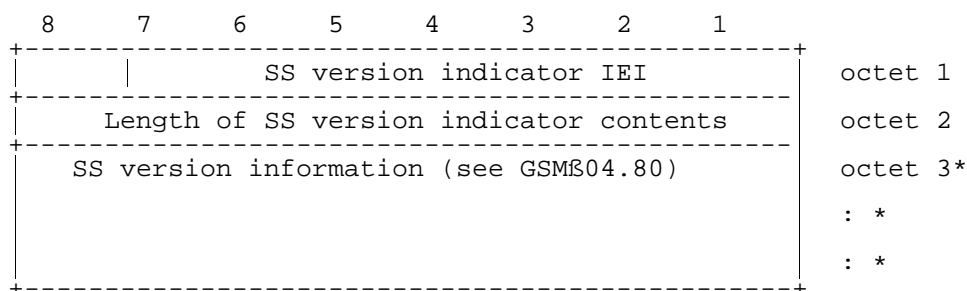 8 7 6 5 4 3 2 1
SS version indicator IEI octet 1
Length of SS version indicator contents octet 2
SS version information (see GSMß04.80) octet 3*
: *
: *